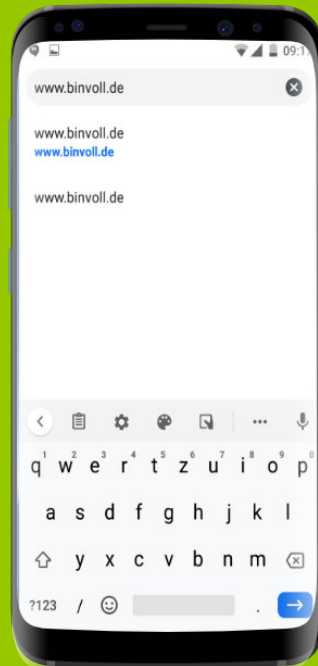 09:1
www.binvoll.de
www.binvoll.de
www.binvoll.de
www.binvoll.de
1 2 3 4 5 6 7 8 9 0
q w e r t z u i o p
a s d f g h j k l
y x c v b n m
?123 / .